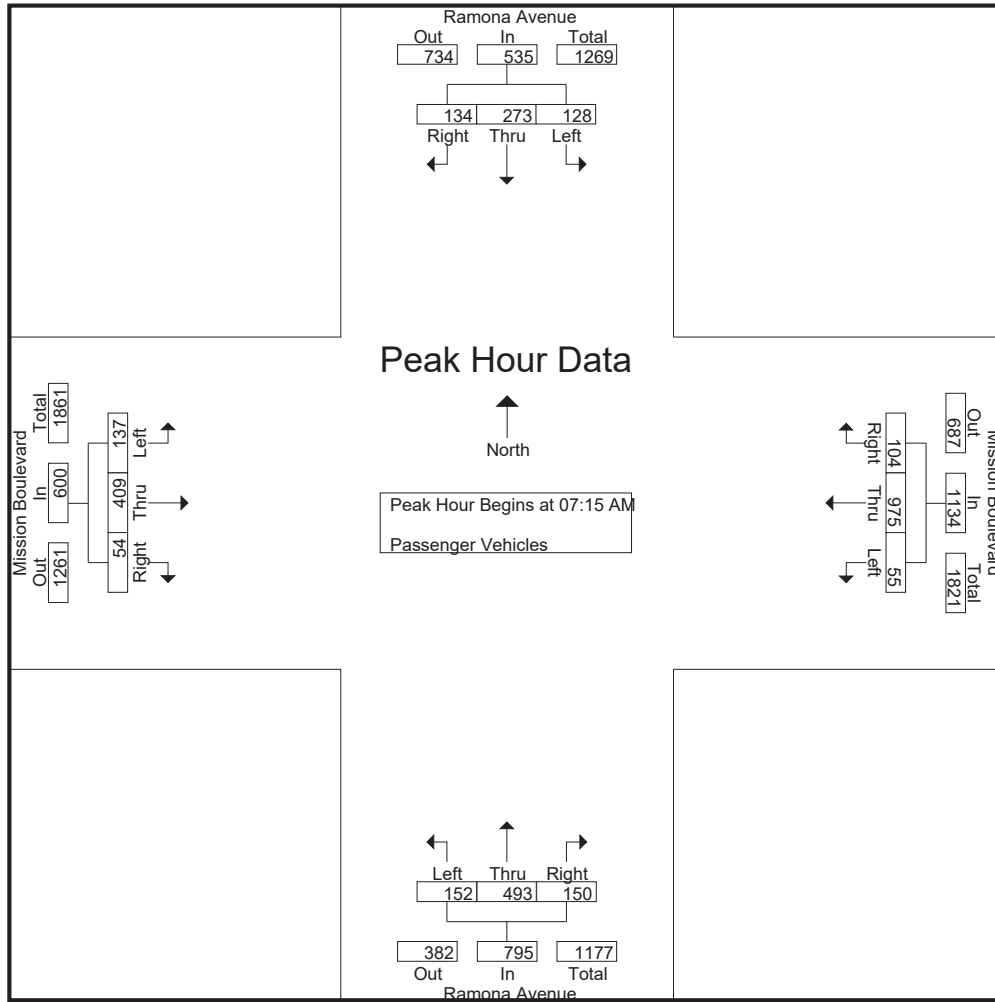 Ramona Avenue
Out In Total
734 535 1269
134 273 128
Right Thru Left
Peak Hour Data
North
Peak Hour Begins at 07:15 AM
Passenger Vehicles
Mission Boulevard
Out In Total
1261 600 1861
54 409 137
Right Thru Left
Mission Boulevard
Out In Total
687 1134 1821
104 975 55
Right Thru Left
Left Thru Right
152 493 150
382 795 1177
Out In Total
Ramona Avenue